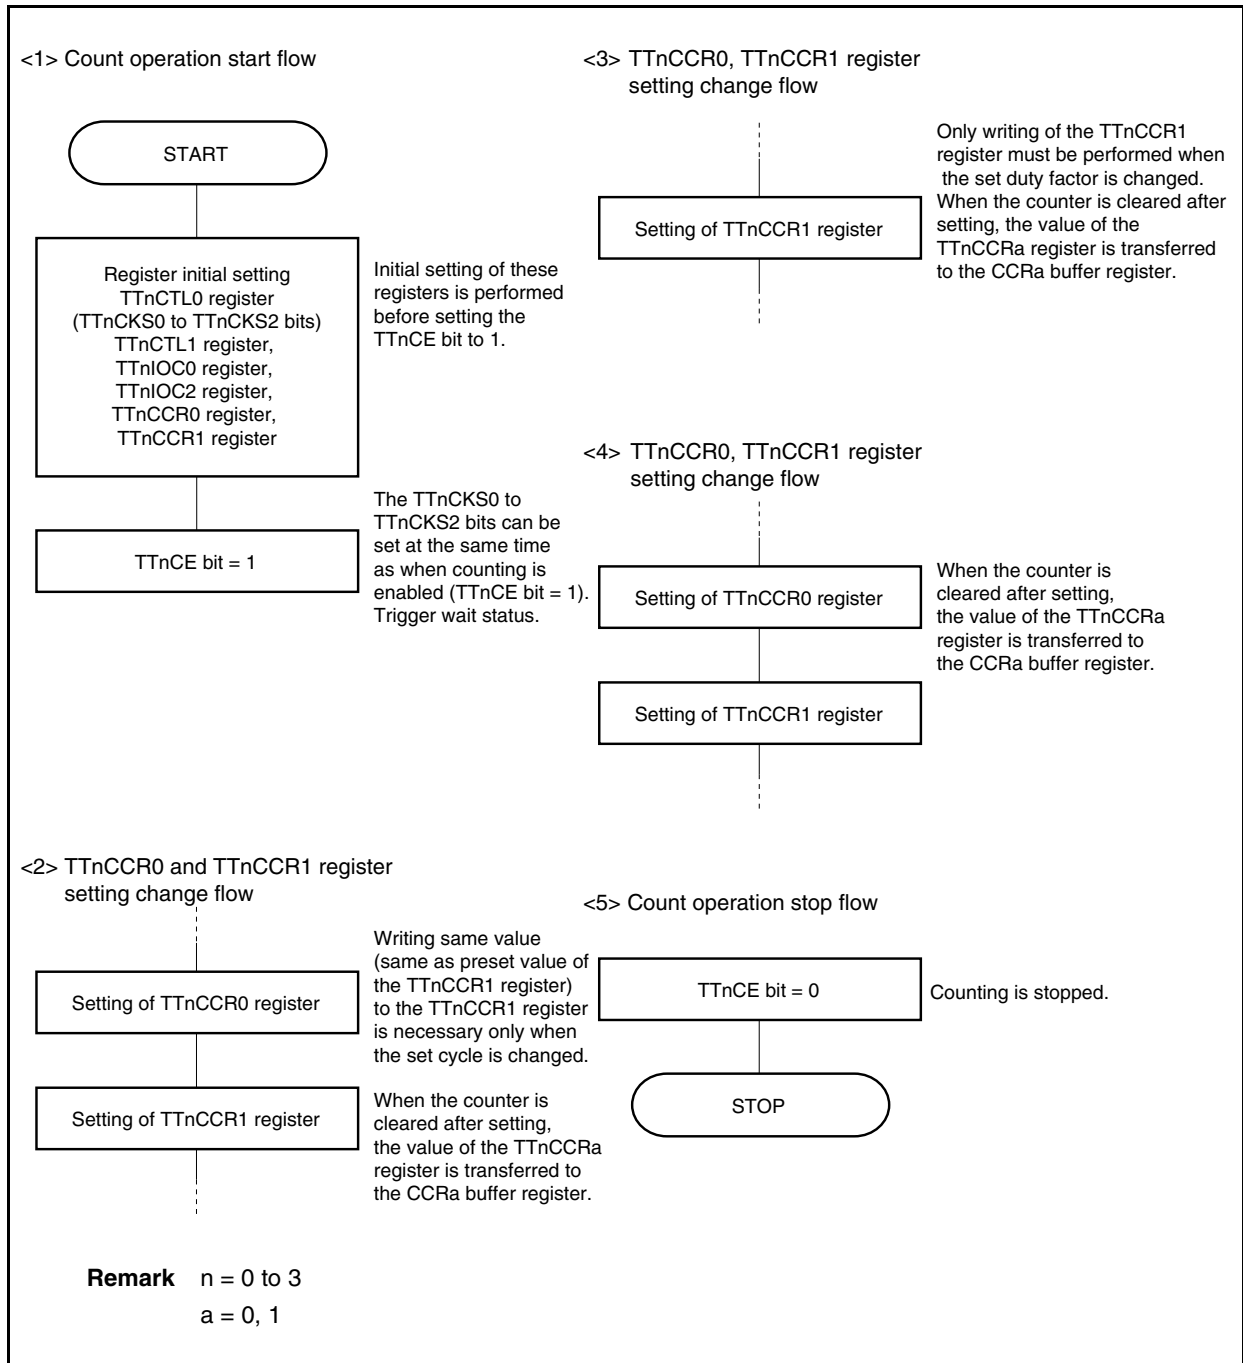 <1> Count operation start flow
START
Register initial setting
TTnCTL0 register
(TTnCKS0 to TTnCKS2 bits)
TTnCTL1 register,
TTnIOC0 register,
TTnIOC2 register,
TTnCCR0 register,
TTnCCR1 register
Initial setting of these
registers is performed
before setting the
TTnCE bit to 1.
TTnCE bit = 1
The TTnCKS0 to
TTnCKS2 bits can be
set at the same time
as when counting is
enabled (TTnCE bit = 1).
Trigger wait status.
<2> TTnCCR0 and TTnCCR1 register
setting change flow
Setting of TTnCCR0 register
Writing same value
(same as preset value of
the TTnCCR1 register)
to the TTnCCR1 register
is necessary only when
the set cycle is changed.
Setting of TTnCCR1 register
When the counter is
cleared after setting,
the value of the TTnCCRa
register is transferred to
the CCRa buffer register.
<3> TTnCCR0, TTnCCR1 register
setting change flow
Setting of TTnCCR1 register
Only writing of the TTnCCR1
register must be performed when
the set duty factor is changed.
When the counter is cleared after
setting, the value of the
TTnCCRa register is transferred
to the CCRa buffer register.
<4> TTnCCR0, TTnCCR1 register
setting change flow
Setting of TTnCCR0 register
When the counter is
cleared after setting,
the value of the TTnCCRa
register is transferred to
the CCRa buffer register.
Setting of TTnCCR1 register
<5> Count operation stop flow
TTnCE bit = 0
Counting is stopped.
STOP
Remark n = 0 to 3
a = 0, 1